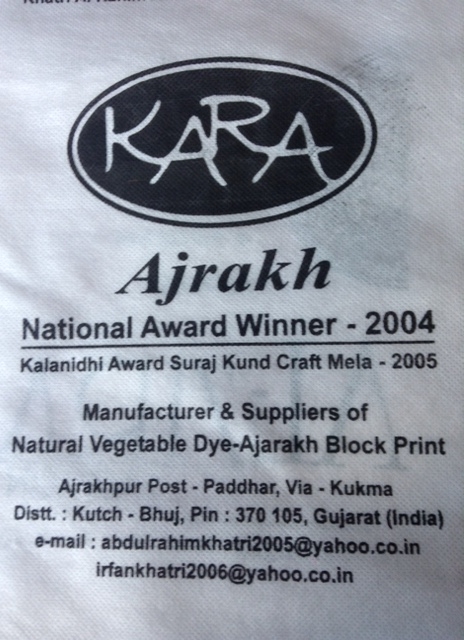 KARA
Ajrakh
National Award Winner - 2004
Kalanidhi Award Suraj Kund Craft Mela - 2005
Manufacturer & Suppliers of
Natural Vegetable Dye-Ajarakh Block Print
Ajrakhpur Post - Paddhar, Via - Kukma
Distt. : Kutch - Bhuj, Pin : 370 105, Gujarat (India)
e-mail : abdulrahimkhatri2005@yahoo.co.in
irfankhatri2006@yahoo.co.in